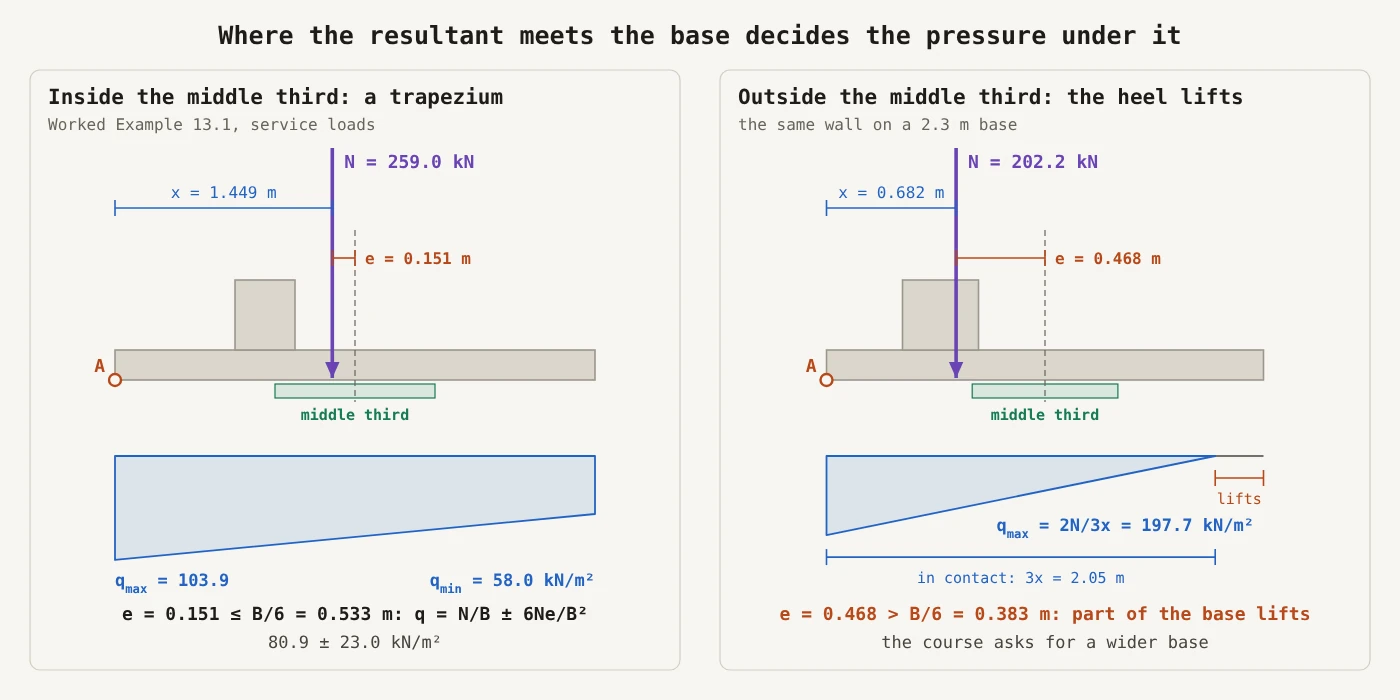 Where the resultant meets the base decides the pressure under it
Inside the middle third: a trapezium
Worked Example 13.1, service loads
N = 259.0 kN
x = 1.449 m
e = 0.151 m
A
middle third
qmax = 103.9
qmin = 58.0 kN/m²
e = 0.151 ≤ B/6 = 0.533 m: q = N/B ± 6Ne/B²
80.9 ± 23.0 kN/m²
Outside the middle third: the heel lifts
the same wall on a 2.3 m base
N = 202.2 kN
x = 0.682 m
e = 0.468 m
A
middle third
lifts
qmax = 2N/3x = 197.7 kN/m²
in contact: 3x = 2.05 m
e = 0.468 > B/6 = 0.383 m: part of the base lifts
the course asks for a wider base